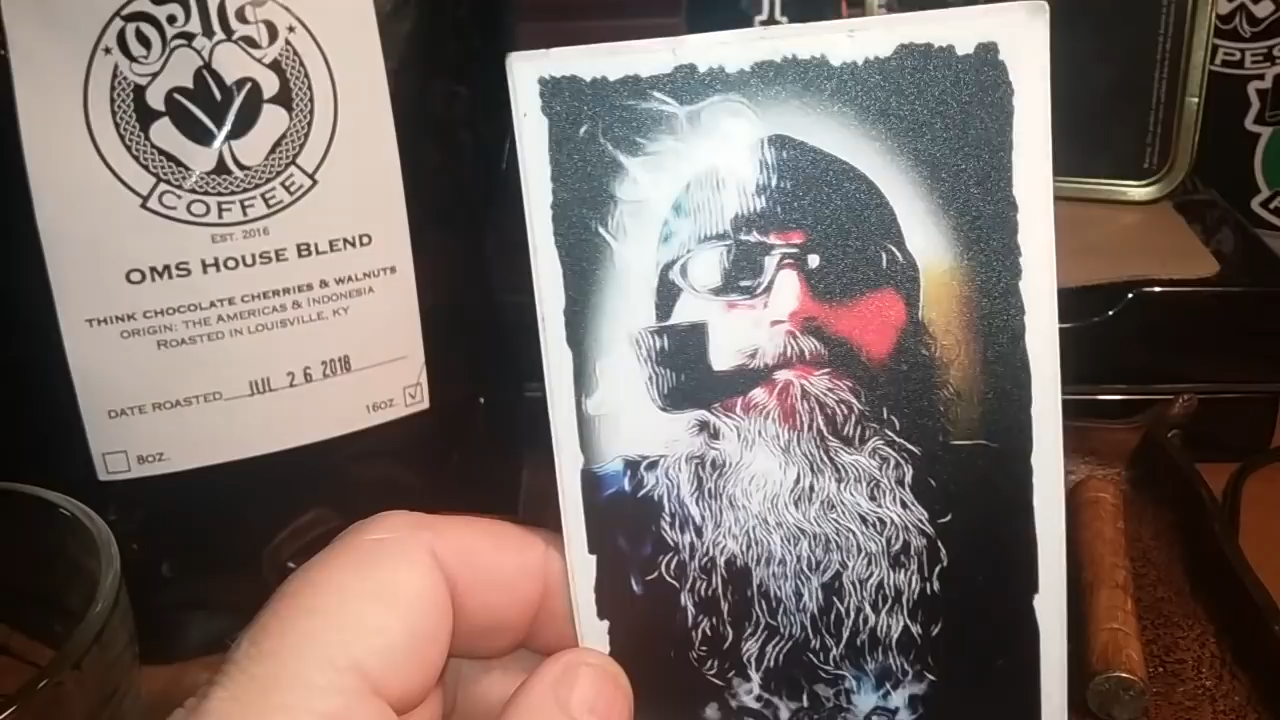 OMS
COFFEE
EST. 2016
OMS HOUSE BLEND
THINK CHOCOLATE CHERRIES & WALNUTS
ORIGIN: THE AMERICAS & INDONESIA
ROASTED IN LOUISVILLE, KY
DATE ROASTED JUL 26 2018
16OZ.
8OZ.
PES